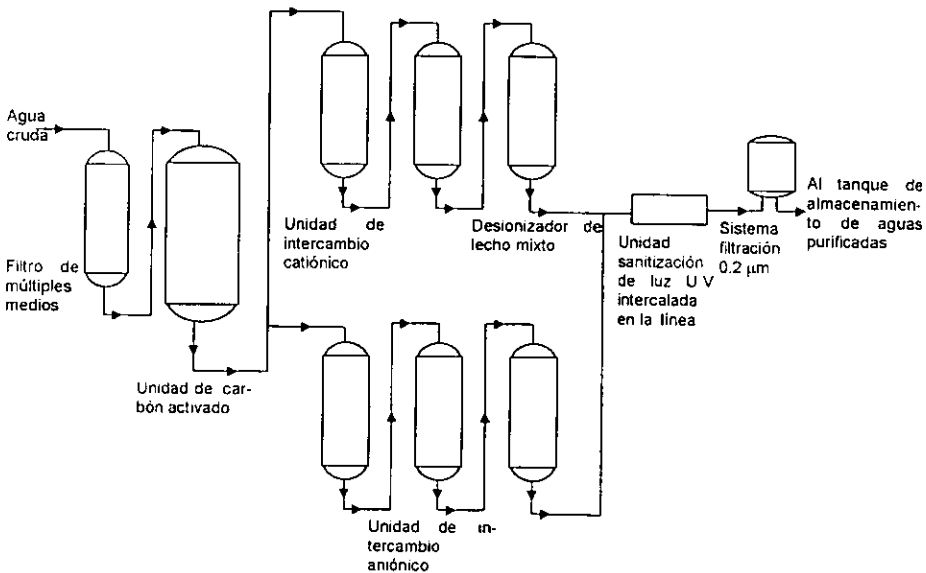 Agua
cruda
Filtro de
múltiples
medios
Unidad de car-
bón activado
Unidad de
intercambio
catiónico
Desionizador de
lecho mixto
Unidad de in-
tercambio
aniónico
Unidad
sanitización
de luz U V
intercalada
en la línea
Sistema
filtración
0.2 μm
Al tanque de
almacenamien-
to de aguas
purificadas